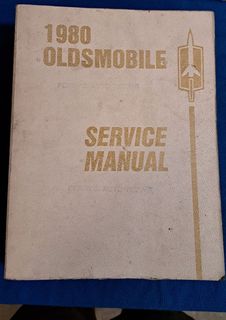 1980
OLDSMOBILE
SERVICE
MANUAL